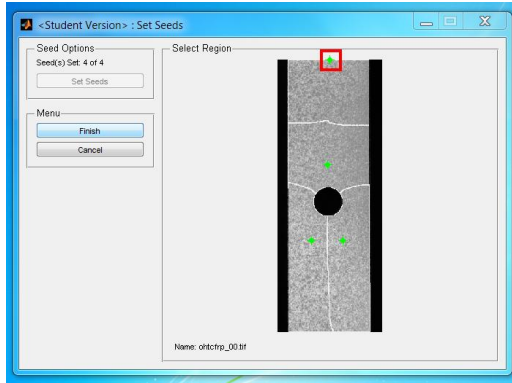 <Student Version> : Set Seeds
Seed Options
Seed(s) Set: 4 of 4
Set Seeds
Menu
Finish
Cancel
Select Region
Name: ohtcfrp_00.tif